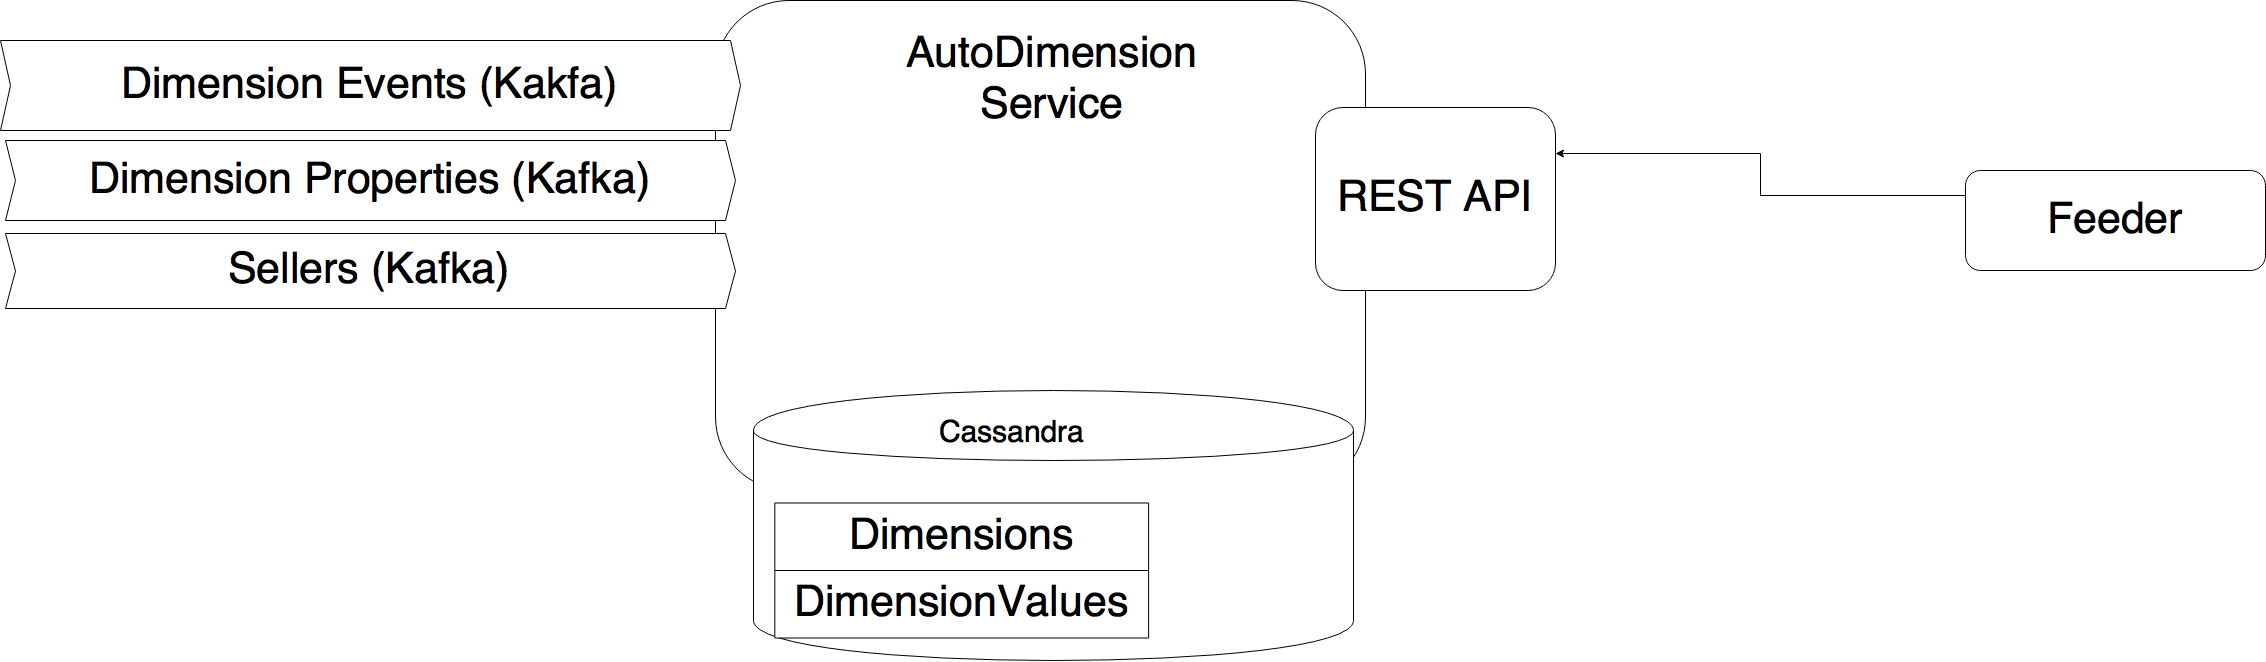 Dimension Events (Kakfa)
Dimension Properties (Kafka)
Sellers (Kafka)
AutoDimension
Service
REST API
Feeder
Cassandra
Dimensions
DimensionValues